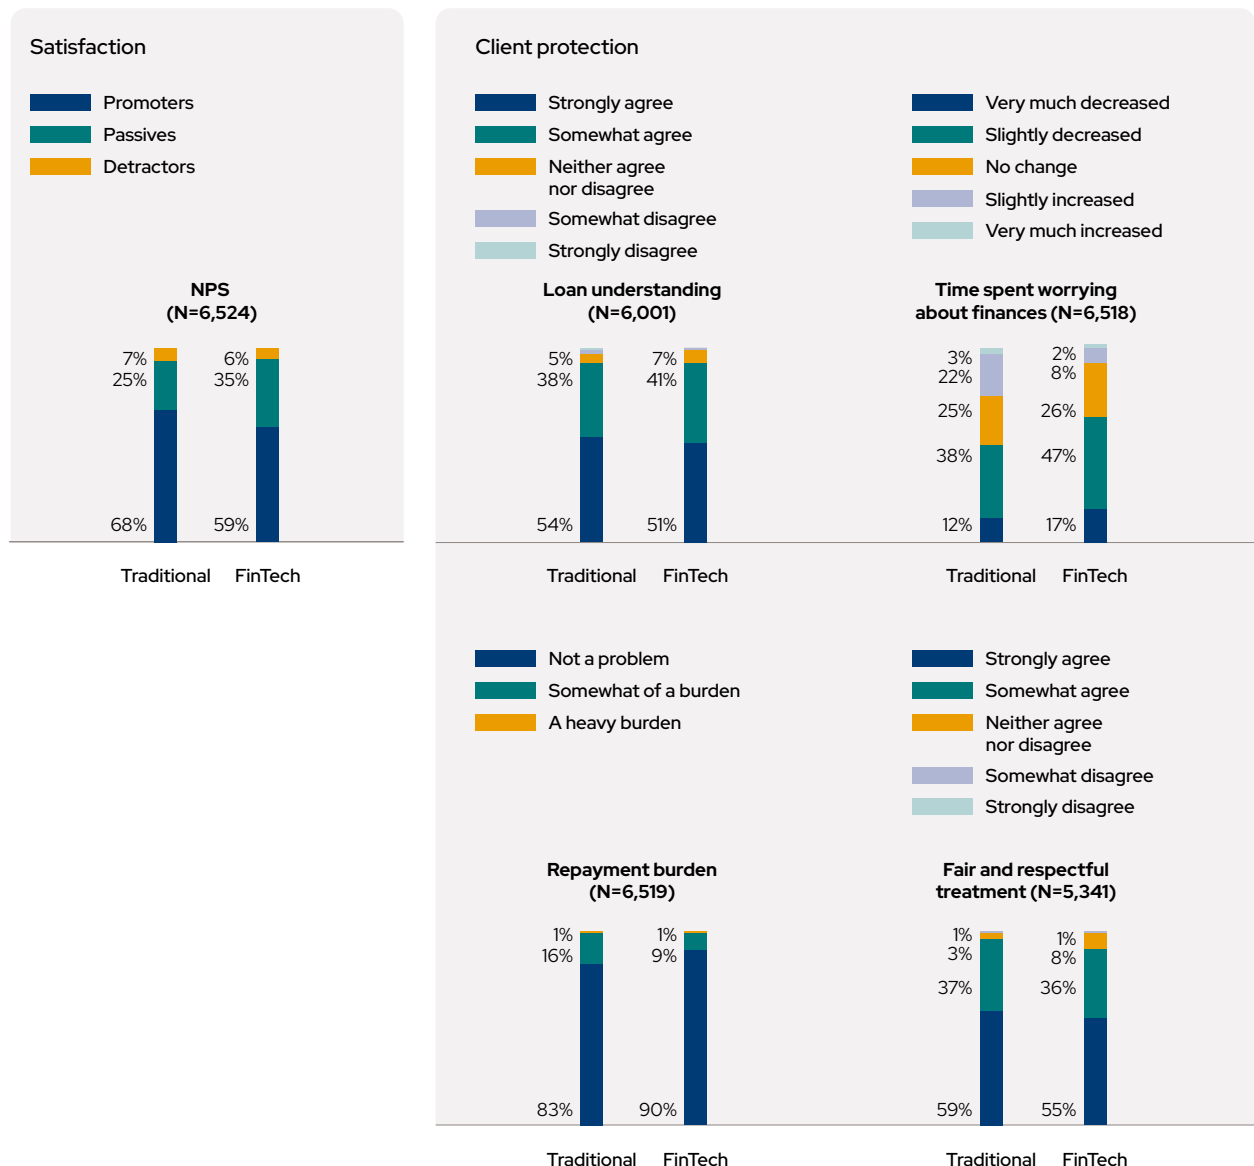 Satisfaction
Promoters
Passives
Detractors
NPS
(N=6,524)
7%
25%
68%
6%
35%
59%
Traditional
FinTech
Client protection
Strongly agree
Somewhat agree
Neither agree
nor disagree
Somewhat disagree
Strongly disagree
Loan understanding
(N=6,001)
5%
38%
54%
7%
41%
51%
Traditional
FinTech
Very much decreased
Slightly decreased
No change
Slightly increased
Very much increased
Time spent worrying
about finances (N=6,518)
3%
22%
25%
38%
12%
2%
8%
26%
47%
17%
Traditional
FinTech
Not a problem
Somewhat of a burden
A heavy burden
Repayment burden
(N=6,519)
1%
16%
83%
1%
9%
90%
Traditional
FinTech
Strongly agree
Somewhat agree
Neither agree
nor disagree
Somewhat disagree
Strongly disagree
Fair and respectful
treatment (N=5,341)
1%
3%
37%
59%
1%
8%
36%
55%
Traditional
FinTech